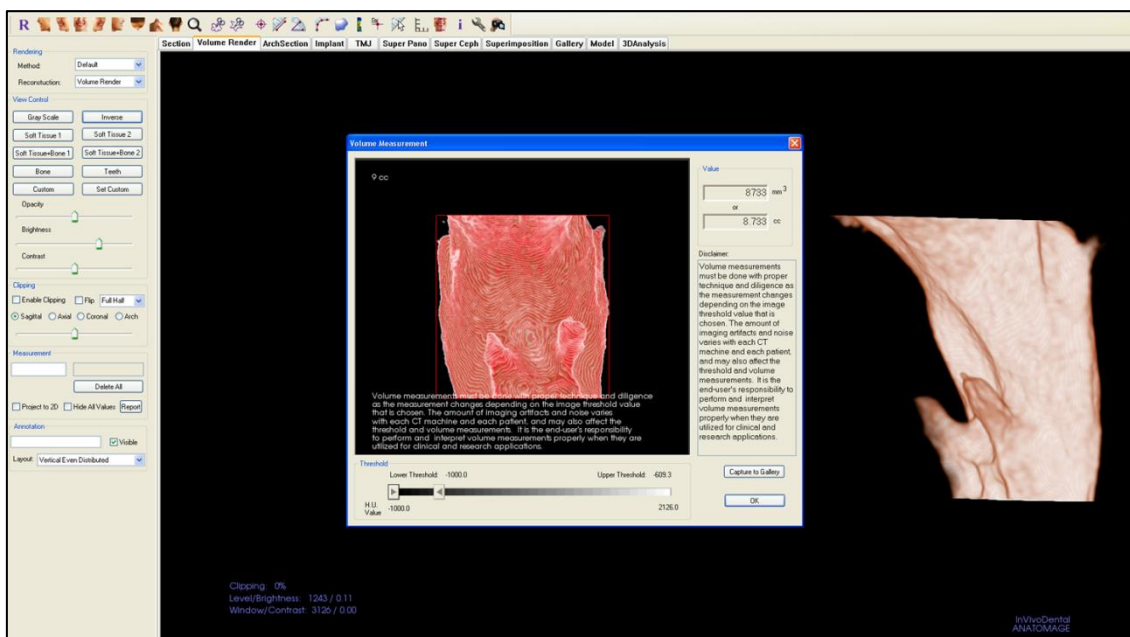 R
Section Volume Render ArchSection Implant TMJ Super Pano Super Ceph Superimposition Gallery Model 3DAnalysis
Rendering
Method: Default
Reconstuction: Volume Render
View Control
Gray Scale Inverse
Soft Tissue 1 Soft Tissue 2
Soft Tissue+Bone 1 Soft Tissue+Bone 2
Bone Teeth
Custom Set Custom
Opacity
Brightness
Contrast
Clipping
Enable Clipping Flip Full Half
Sagittal Axial Coronal Arch
Measurement
Delete All
Project to 2D Hide All Values Report
Annotation
Visible
Layout: Vertical Even Distributed
Volume Measurement
9 cc
Volume measurements must be done with proper technique and diligence
as the measurement changes depending on the image threshold value
that is chosen. The amount of imaging artifacts and noise varies
with each CT machine and each patient, and may also affect the
threshold and volume measurements. It is the end-user's responsibility
to perform and interpret volume measurements properly when they are
utilized for clinical and research applications.
Value
8733 mm3
or
8.733 cc
Disclaimer:
Volume measurements
must be done with proper
technique and diligence as
the measurement changes
depending on the image
threshold value that is
chosen. The amount of
imaging artifacts and noise
varies with each CT
machine and each patient,
and may also affect the
threshold and volume
measurements. It is the
end-user's responsibility to
perform and interpret
volume measurements
properly when they are
utilized for clinical and
research applications.
Threshold
Lower Threshold: -1000.0 Upper Threshold: -609.3
H.U.
Value -1000.0 2126.0
Capture to Gallery
OK
Clipping: 0%
Level/Brightness: 1243 / 0.11
Window/Contrast: 3126 / 0.00
InVivoDental
ANATOMAGE